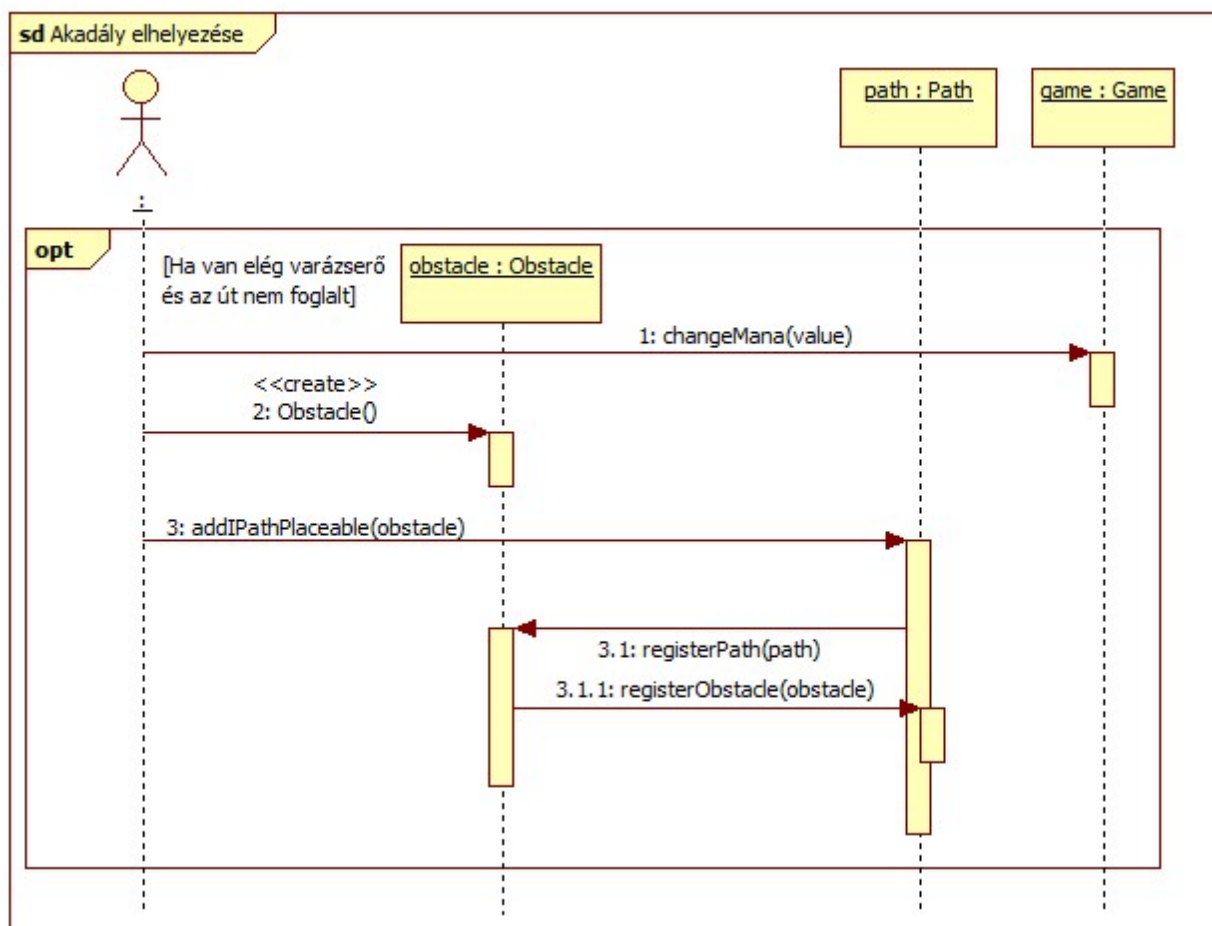 sd Akadály elhelyezése
path : Path
game : Game
:
opt
[Ha van elég varázserő
és az út nem foglalt]
obstacle : Obstacle
1: changeMana(value)
<<create>>
2: Obstacle()
3: addIPathPlaceable(obstacle)
3.1: registerPath(path)
3.1.1: registerObstacle(obstacle)